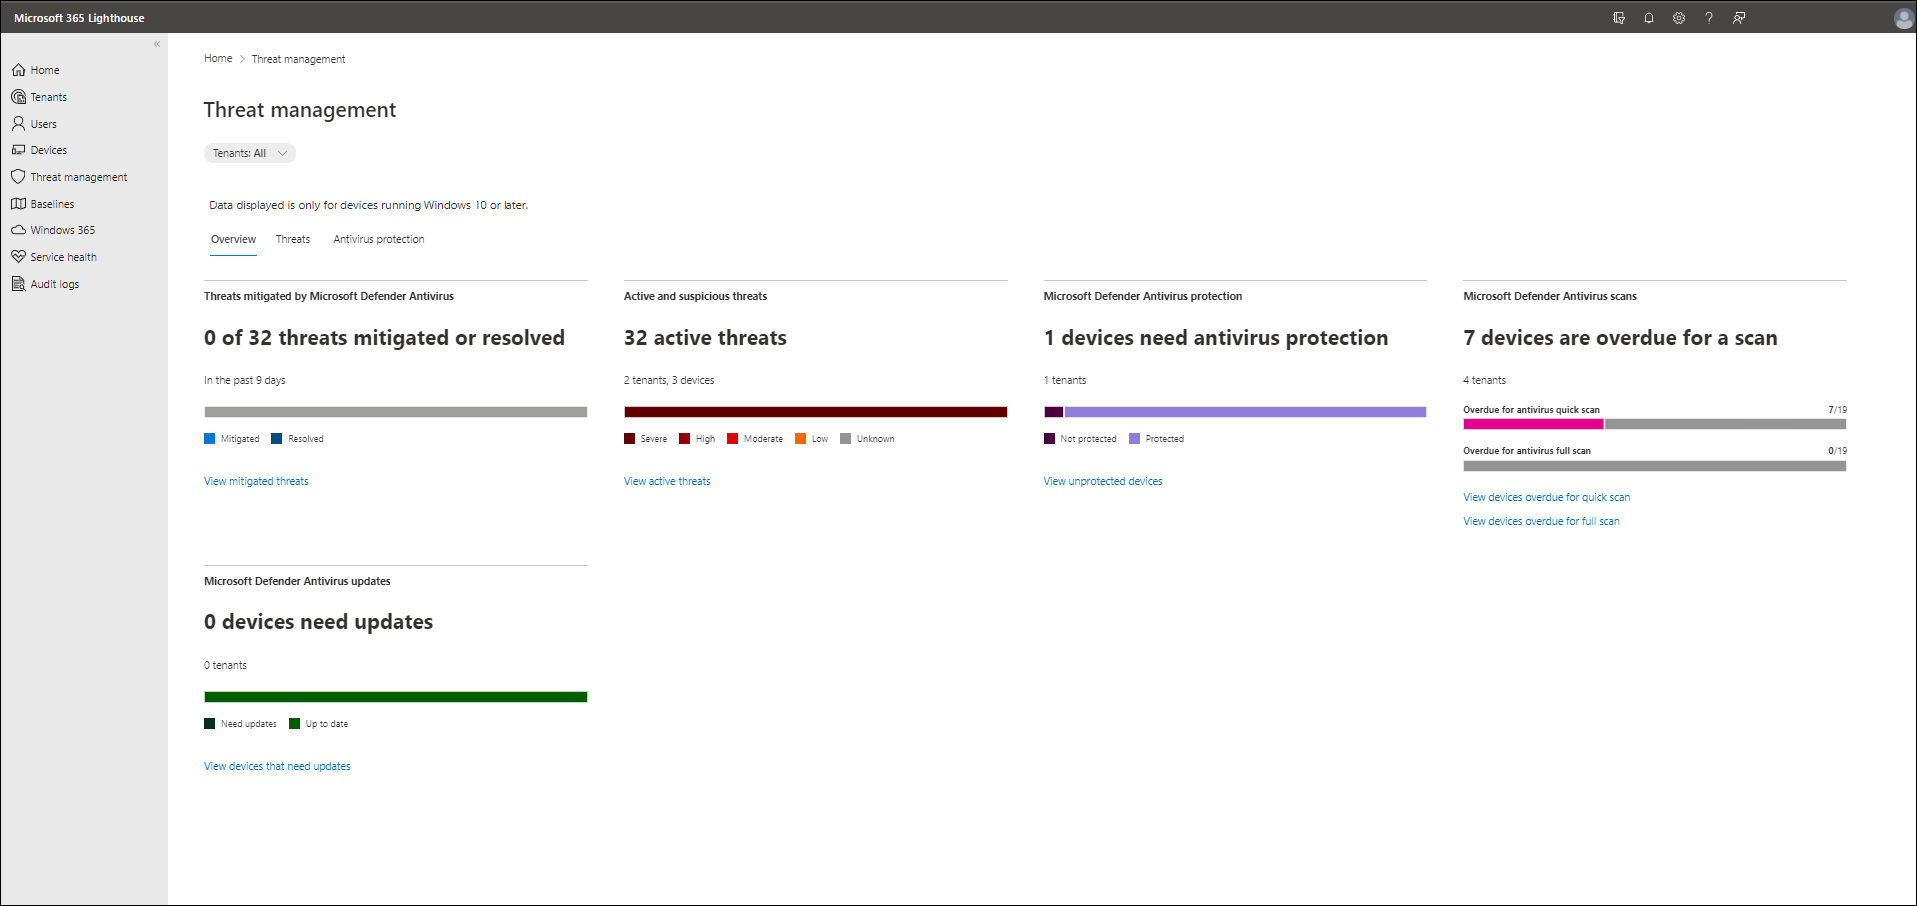 Microsoft 365 Lighthouse
Home
Tenants
Users
Devices
Threat management
Baselines
Windows 365
Service health
Audit logs
Home > Threat management
Threat management
Tenants: All
Data displayed is only for devices running Windows 10 or later.
Overview Threats Antivirus protection
Threats mitigated by Microsoft Defender Antivirus
0 of 32 threats mitigated or resolved
In the past 9 days
Mitigated Resolved
View mitigated threats
Active and suspicious threats
32 active threats
2 tenants, 3 devices
Severe High Moderate Low Unknown
View active threats
Microsoft Defender Antivirus protection
1 devices need antivirus protection
1 tenants
Not protected Protected
View unprotected devices
Microsoft Defender Antivirus scans
7 devices are overdue for a scan
4 tenants
Overdue for antivirus quick scan 7/19
Overdue for antivirus full scan 0/19
View devices overdue for quick scan
View devices overdue for full scan
Microsoft Defender Antivirus updates
0 devices need updates
0 tenants
Need updates Up to date
View devices that need updates